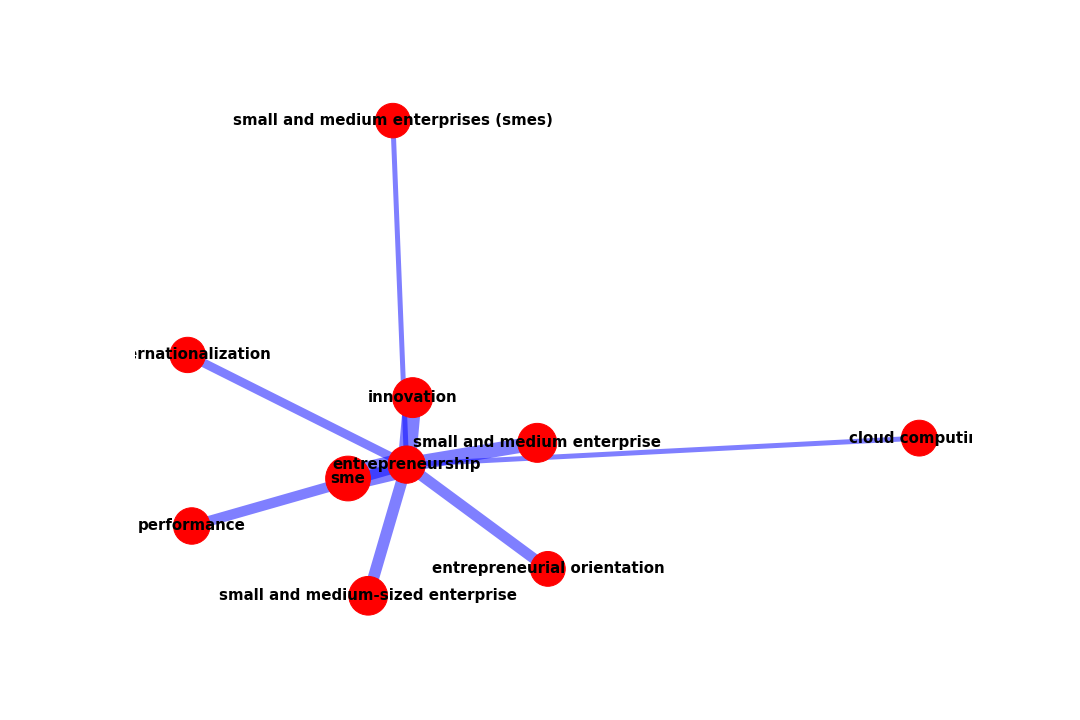 small and medium enterprises (smes)
ernationalization
innovation
small and medium enterprise
cloud computin
entrepreneurship
sme
performance
entrepreneurial orientation
small and medium-sized enterprise